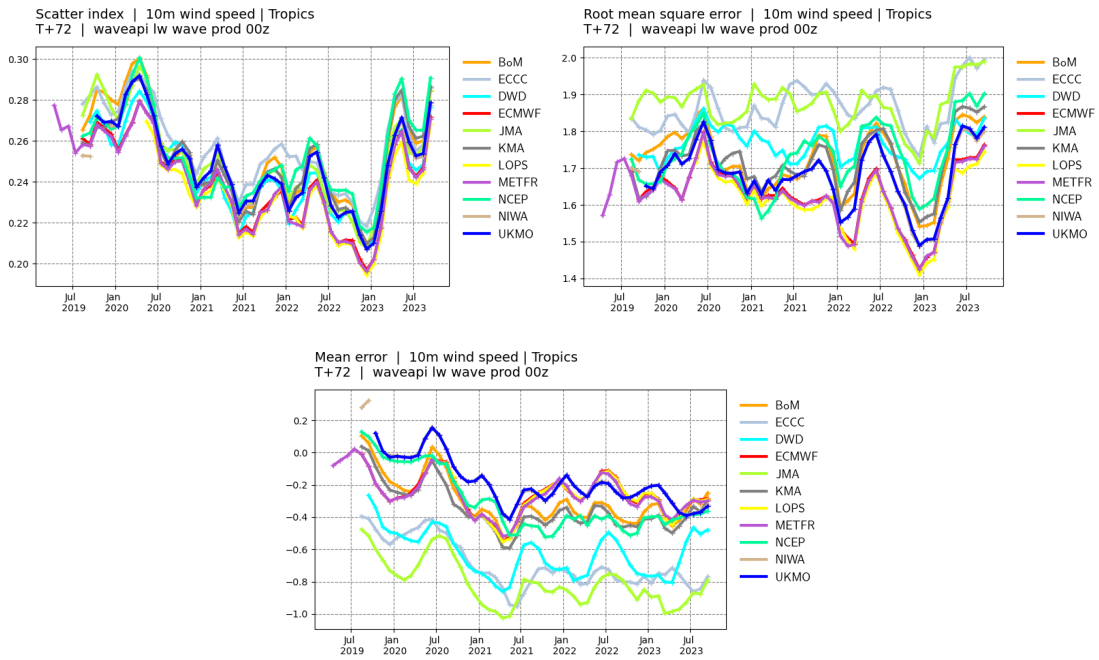 Scatter index | 10m wind speed | Tropics
T+72 | waveapi lw wave prod 00z
0.30
0.28
0.26
0.24
0.22
0.20
Jul 2019
Jan 2020
Jul 2020
Jan 2021
Jul 2021
Jan 2022
Jul 2022
Jan 2023
Jul 2023
BoM
ECCC
DWD
ECMWF
JMA
KMA
LOPS
METFR
NCEP
NIWA
UKMO
Root mean square error | 10m wind speed | Tropics
T+72 | waveapi lw wave prod 00z
2.0
1.9
1.8
1.7
1.6
1.5
1.4
Jul 2019
Jan 2020
Jul 2020
Jan 2021
Jul 2021
Jan 2022
Jul 2022
Jan 2023
Jul 2023
BoM
ECCC
DWD
ECMWF
JMA
KMA
LOPS
METFR
NCEP
NIWA
UKMO
Mean error | 10m wind speed | Tropics
T+72 | waveapi lw wave prod 00z
0.2
0.0
−0.2
−0.4
−0.6
−0.8
−1.0
Jul 2019
Jan 2020
Jul 2020
Jan 2021
Jul 2021
Jan 2022
Jul 2022
Jan 2023
Jul 2023
BoM
ECCC
DWD
ECMWF
JMA
KMA
LOPS
METFR
NCEP
NIWA
UKMO